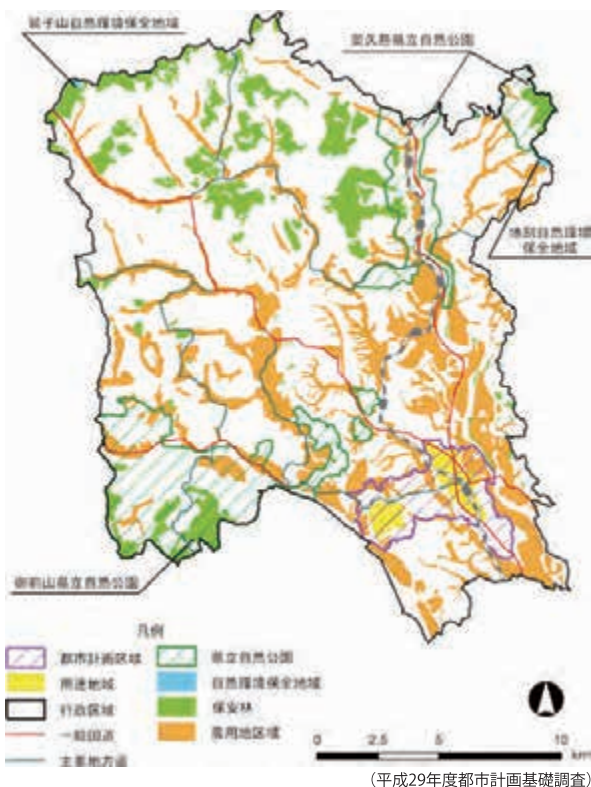 鷲子山自然環境保全地域
奥久慈県立自然公園
特別自然環境
保全地域
御前山県立自然公園
凡例
都市計画区域
用途地域
行政区域
一般国道
主要地方道
県立自然公園
自然環境保全地域
保安林
農用地区域
0 2.5 5 10
km
（平成29年度都市計画基礎調査）